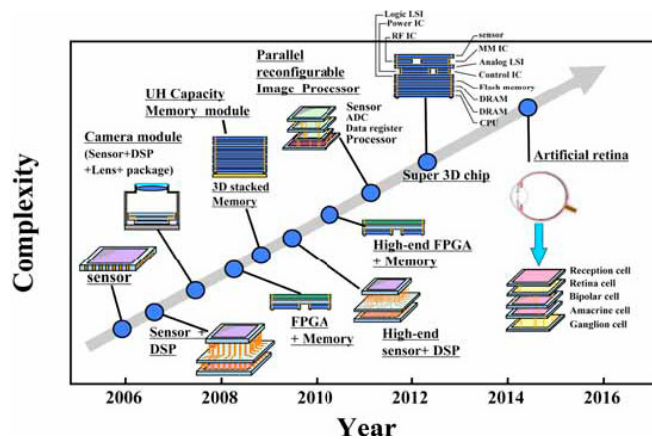 Logic LSI
Power IC
RF IC
sensor
MM IC
Analog LSI
Control IC
Flash memory
DRAM
DRAM
CPU
Parallel
reconfigurable
Image Processor
Sensor
ADC
Data register
Processor
UH Capacity
Memory module
3D stacked
Memory
Camera module
(Sensor+DSP
+Lens+ package)
Super 3D chip
Artificial retina
sensor
High-end FPGA
+ Memory
Sensor +
DSP
FPGA
+ Memory
High-end
sensor+ DSP
Reception cell
Retina cell
Bipolar cell
Amacrine cell
Ganglion cell
Complexity
2006
2008
2010
2012
2014
2016
Year